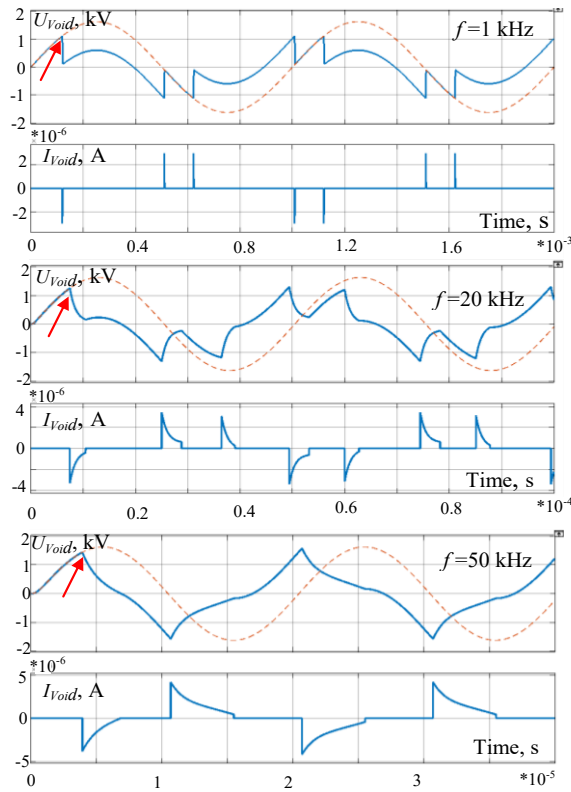 U_Void, kV
f=1 kHz
2
1
0
-1
-2
*10^-6
I_Void, A
2
0
-2
Time, s
0 0.4 0.8 1.2 1.6 *10^-3
U_Void, kV
f=20 kHz
2
1
0
-1
-2
*10^-6
I_Void, A
4
0
-4
Time, s
0 0.2 0.4 0.6 0.8 *10^-4
U_Void, kV
f=50 kHz
2
1
0
-1
-2
*10^-6
I_Void, A
5
0
-5
Time, s
0 1 2 3 *10^-5